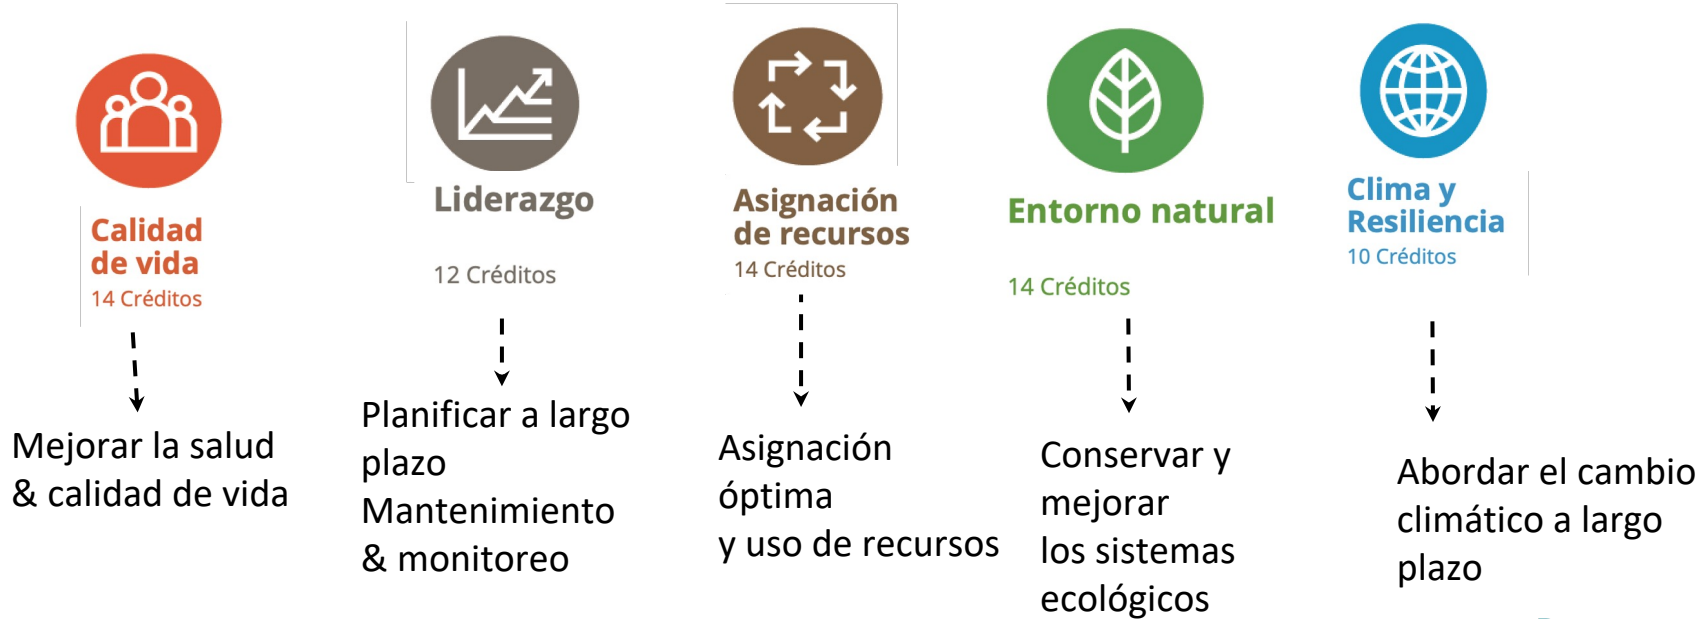 Calidad
de vida
14 Créditos
Mejorar la salud
& calidad de vida
Liderazgo
12 Créditos
Planificar a largo
plazo
Mantenimiento
& monitoreo
Asignación
de recursos
14 Créditos
Asignación
óptima
y uso de recursos
Entorno natural
14 Créditos
Conservar y
mejorar
los sistemas
ecológicos
Clima y
Resiliencia
10 Créditos
Abordar el cambio
climático a largo
plazo